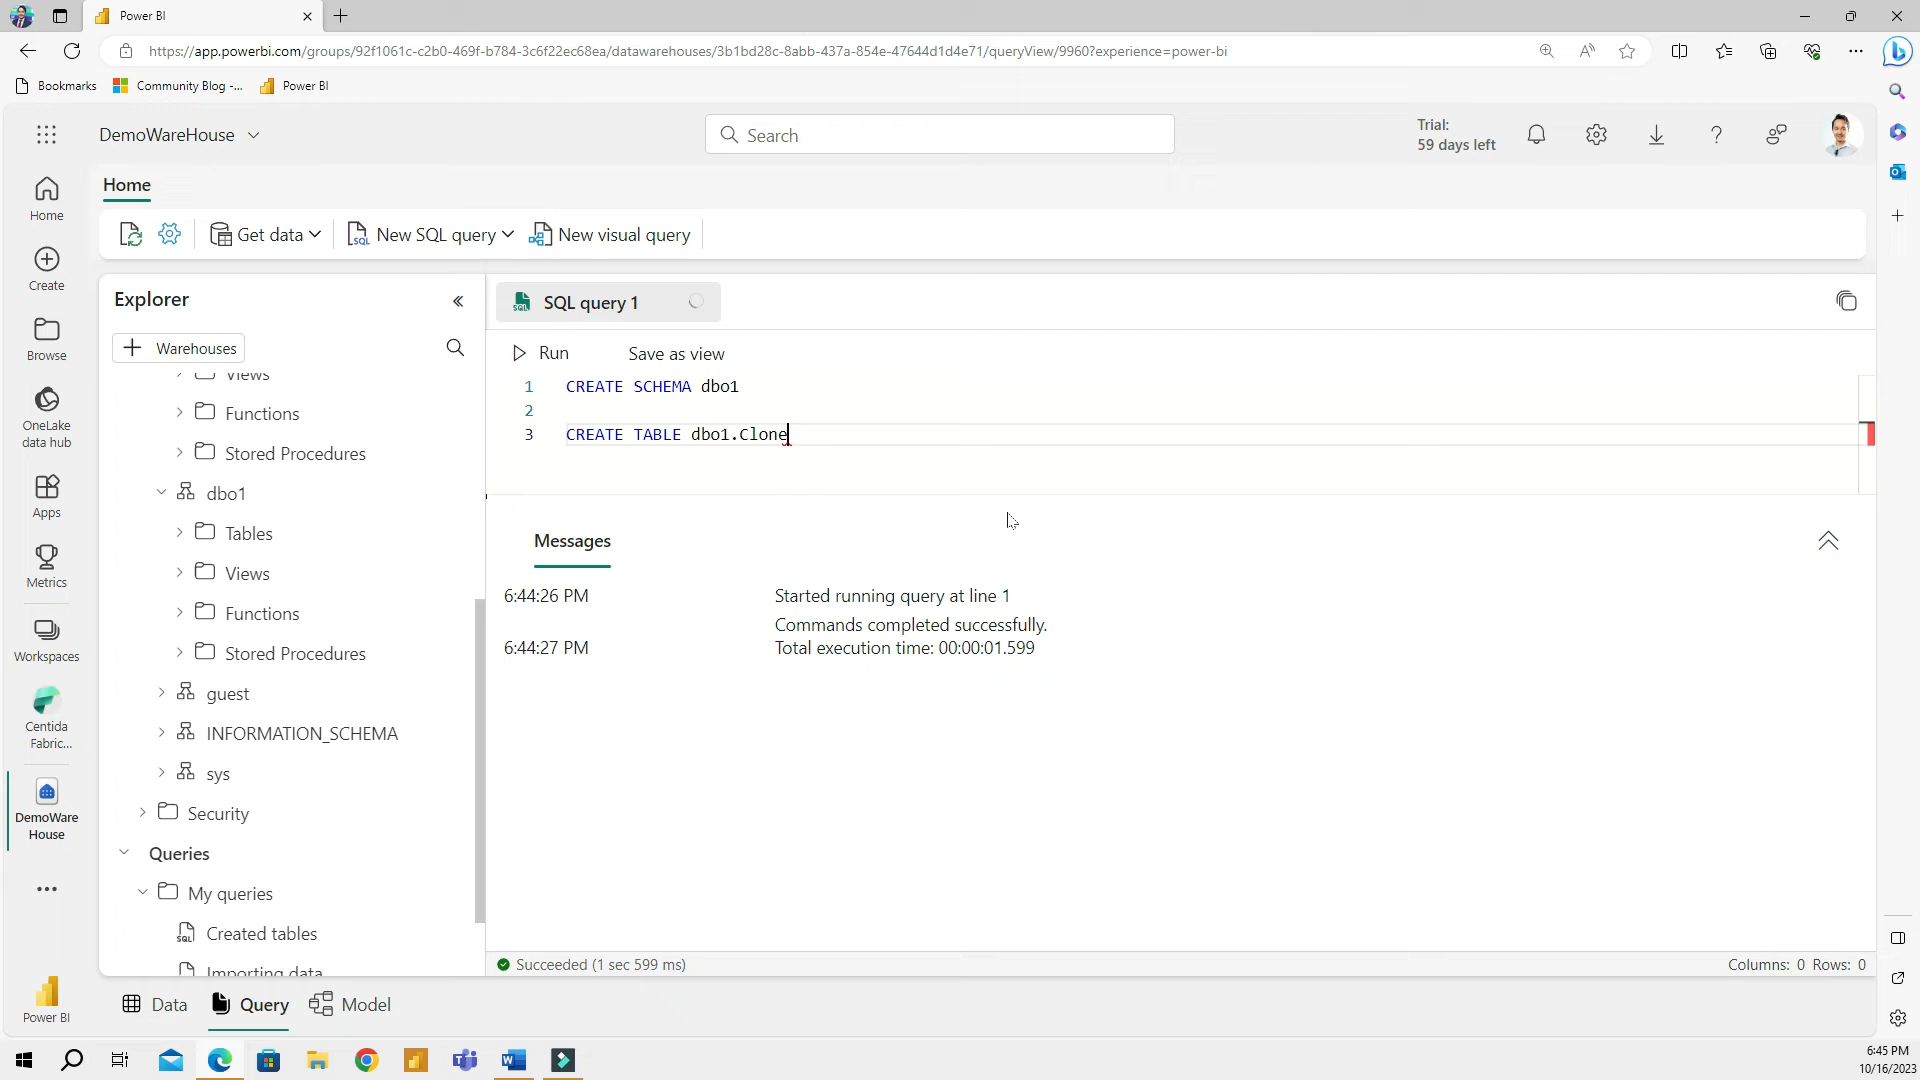 Power BI
https://app.powerbi.com/groups/92f1061c-c2b0-469f-b784-3c6f22ec68ea/datawarehouses/3b1bd28c-8abb-437a-854e-47644d1d4e71/queryView/9960?experience=power-bi
Bookmarks
Community Blog -...
Power BI
DemoWareHouse
Search
Trial:
59 days left
Home
Get data
New SQL query
New visual query
Home
Create
Browse
OneLake
data hub
Apps
Metrics
Workspaces
Centida
Fabric...
DemoWare
House
Power BI
Explorer
Warehouses
Views
Functions
Stored Procedures
dbo1
Tables
Views
Functions
Stored Procedures
guest
INFORMATION_SCHEMA
sys
Security
Queries
My queries
Created tables
Importing data
SQL query 1
Run
Save as view
1 CREATE SCHEMA dbo1
2
3 CREATE TABLE dbo1.Clone
Messages
6:44:26 PM Started running query at line 1
Commands completed successfully.
6:44:27 PM Total execution time: 00:00:01.599
Succeeded (1 sec 599 ms)
Columns: 0 Rows: 0
Data
Query
Model
6:45 PM
10/16/2023